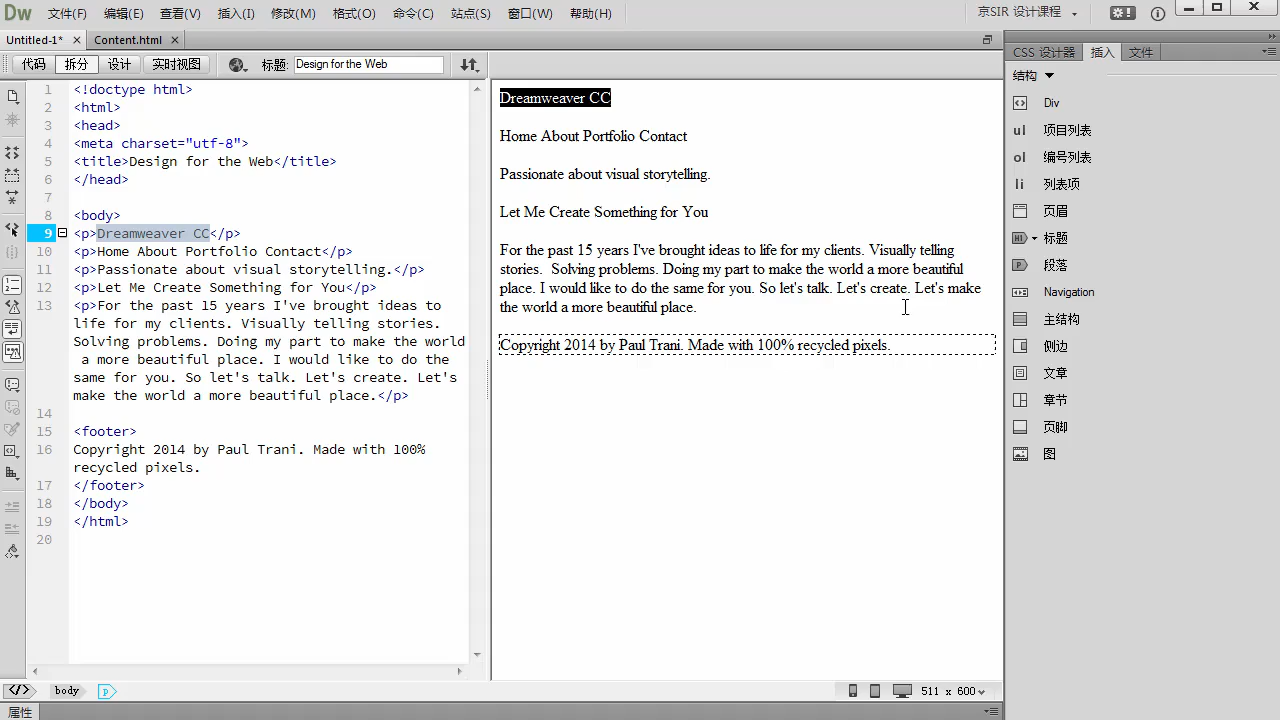 Dw 文件(F) 编辑(E) 查看(V) 插入(I) 修改(M) 格式(O) 命令(C) 站点(S) 窗口(W) 帮助(H) 京SIR 设计课程
Untitled-1* × Content.html ×
代码 拆分 设计 实时视图 标题: Design for the Web
CSS 设计器 插入 文件
结构
1 <!doctype html>
2 <html>
3 <head>
4 <meta charset="utf-8">
5 <title>Design for the Web</title>
6 </head>
7
8 <body>
9 <p>Dreamweaver CC</p>
10 <p>Home About Portfolio Contact</p>
11 <p>Passionate about visual storytelling.</p>
12 <p>Let Me Create Something for You</p>
13 <p>For the past 15 years I've brought ideas to
life for my clients. Visually telling stories.
Solving problems. Doing my part to make the world
a more beautiful place. I would like to do the
same for you. So let's talk. Let's create. Let's
make the world a more beautiful place.</p>
14
15 <footer>
16 Copyright 2014 by Paul Trani. Made with 100%
recycled pixels.
17 </footer>
18 </body>
19 </html>
20
Dreamweaver CC
Home About Portfolio Contact
Passionate about visual storytelling.
Let Me Create Something for You
For the past 15 years I've brought ideas to life for my clients. Visually telling
stories. Solving problems. Doing my part to make the world a more beautiful
place. I would like to do the same for you. So let's talk. Let's create. Let's make
the world a more beautiful place.
Copyright 2014 by Paul Trani. Made with 100% recycled pixels.
Div
ul 项目列表
ol 编号列表
li 列表项
页眉
H1 标题
P 段落
Navigation
主结构
侧边
文章
章节
页脚
图
</> body p
511 x 600
属性